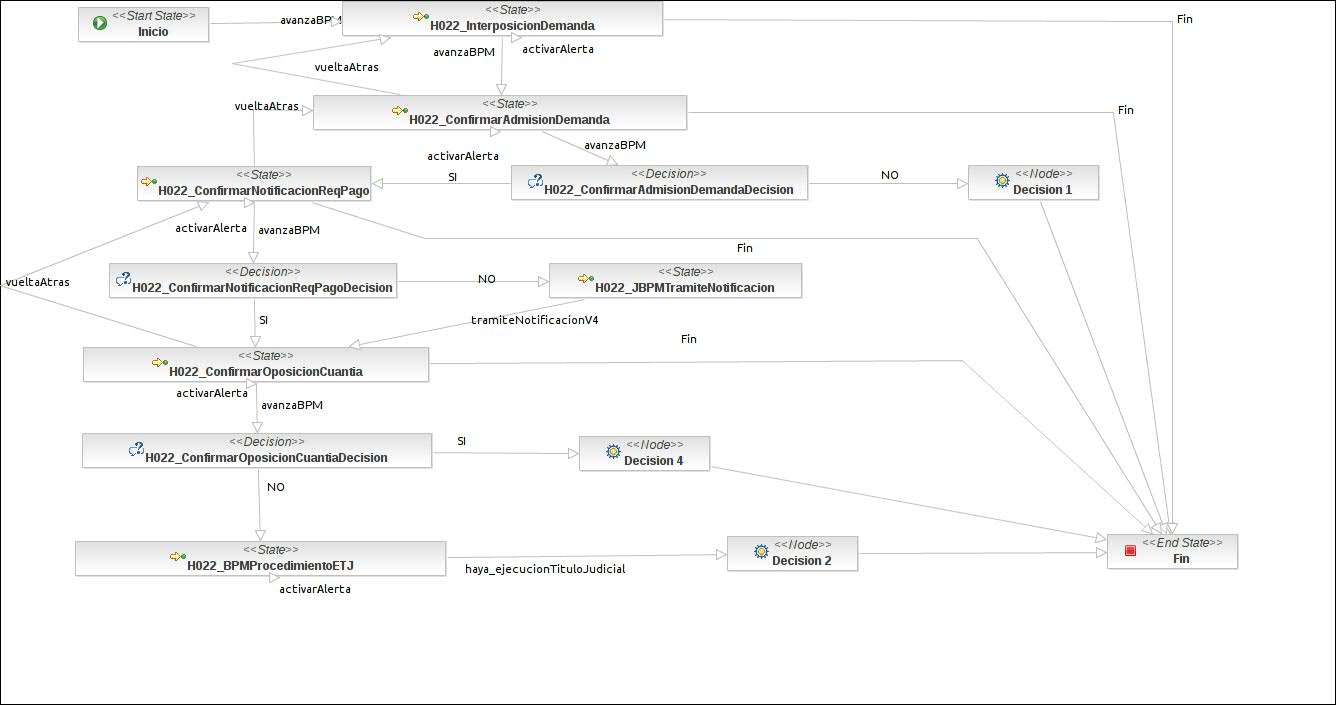 <<Start State>>
Inicio
avanzaBPM
<<State>>
H022_InterposicionDemanda
Fin
avanzaBPM
activarAlerta
vueltaAtras
<<State>>
H022_ConfirmarAdmisionDemanda
vueltaAtras
Fin
activarAlerta
avanzaBPM
<<State>>
H022_ConfirmarNotificacionReqPago
SI
<<Decision>>
H022_ConfirmarAdmisionDemandaDecision
NO
<<Node>>
Decision 1
activarAlerta
avanzaBPM
Fin
vueltaAtras
<<Decision>>
H022_ConfirmarNotificacionReqPagoDecision
NO
<<State>>
H022_JBPMTramiteNotificacion
SI
tramiteNotificacionV4
Fin
<<State>>
H022_ConfirmarOposicionCuantia
activarAlerta
avanzaBPM
<<Decision>>
H022_ConfirmarOposicionCuantiaDecision
SI
<<Node>>
Decision 4
NO
<<State>>
H022_BPMProcedimientoETJ
activarAlerta
haya_ejecucionTituloJudicial
<<Node>>
Decision 2
<<End State>>
Fin